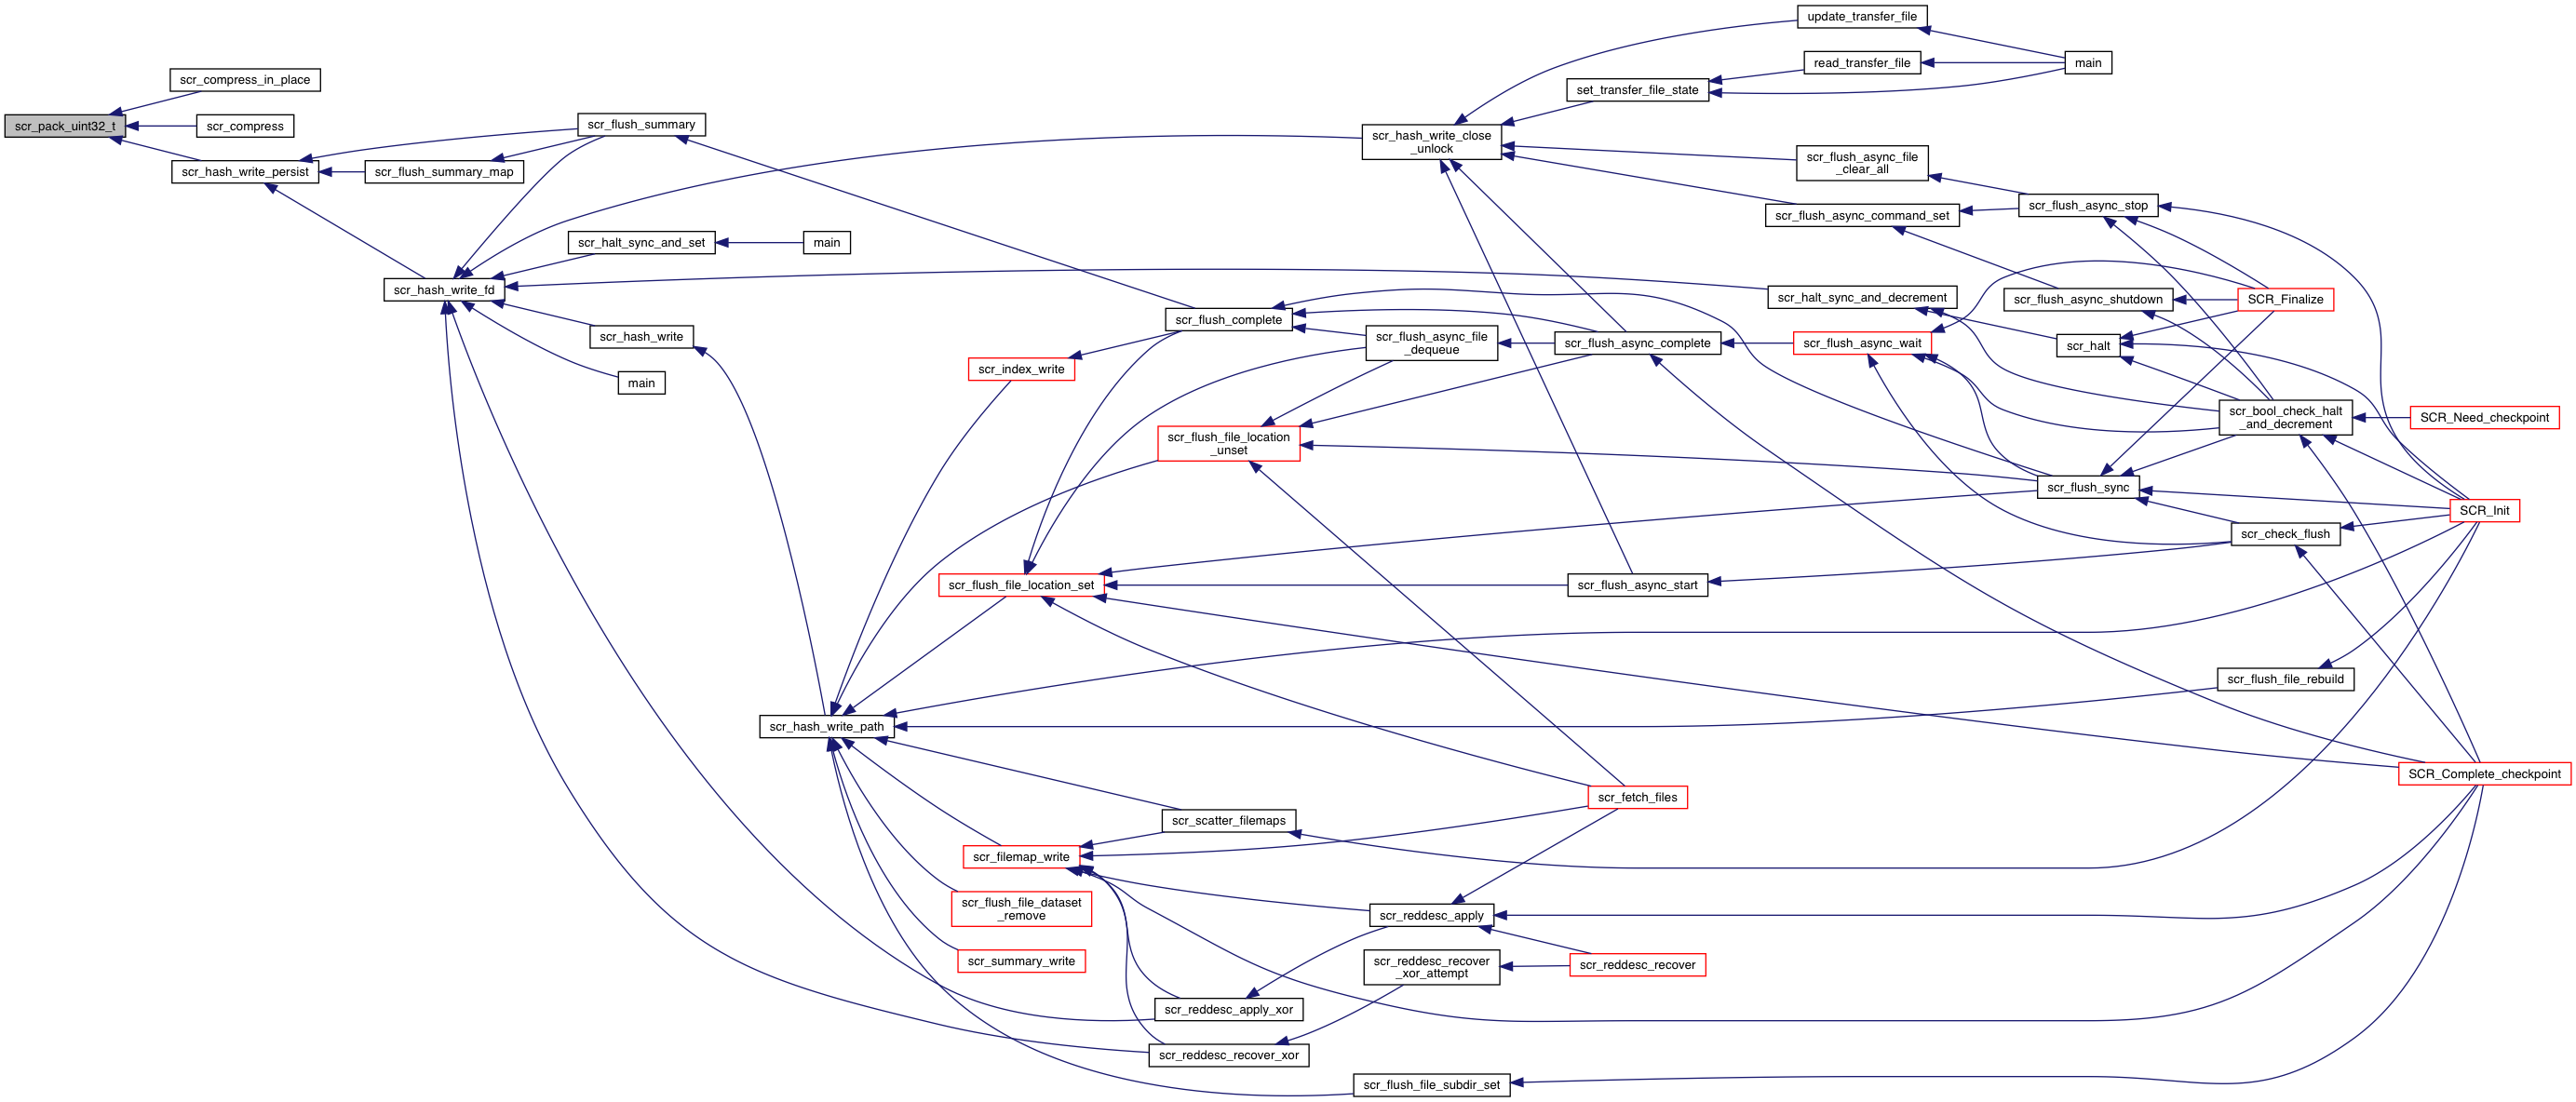 update_transfer_file
read_transfer_file
main
scr_compress_in_place
set_transfer_file_state
scr_pack_uint32_t
scr_compress
scr_flush_summary
scr_hash_write_close
_unlock
scr_hash_write_persist
scr_flush_summary_map
scr_flush_async_file
_clear_all
scr_flush_async_command_set
scr_flush_async_stop
scr_halt_sync_and_set
main
scr_hash_write_fd
scr_halt_sync_and_decrement
scr_flush_async_shutdown
SCR_Finalize
scr_flush_complete
scr_hash_write
scr_flush_async_file
_dequeue
scr_flush_async_complete
scr_flush_async_wait
scr_halt
scr_index_write
main
scr_bool_check_halt
_and_decrement
SCR_Need_checkpoint
scr_flush_file_location
_unset
scr_flush_sync
SCR_Init
scr_check_flush
scr_flush_file_location_set
scr_flush_async_start
scr_flush_file_rebuild
scr_hash_write_path
SCR_Complete_checkpoint
scr_fetch_files
scr_scatter_filemaps
scr_filemap_write
scr_flush_file_dataset
_remove
scr_reddesc_apply
scr_summary_write
scr_reddesc_recover
_xor_attempt
scr_reddesc_recover
scr_reddesc_apply_xor
scr_reddesc_recover_xor
scr_flush_file_subdir_set